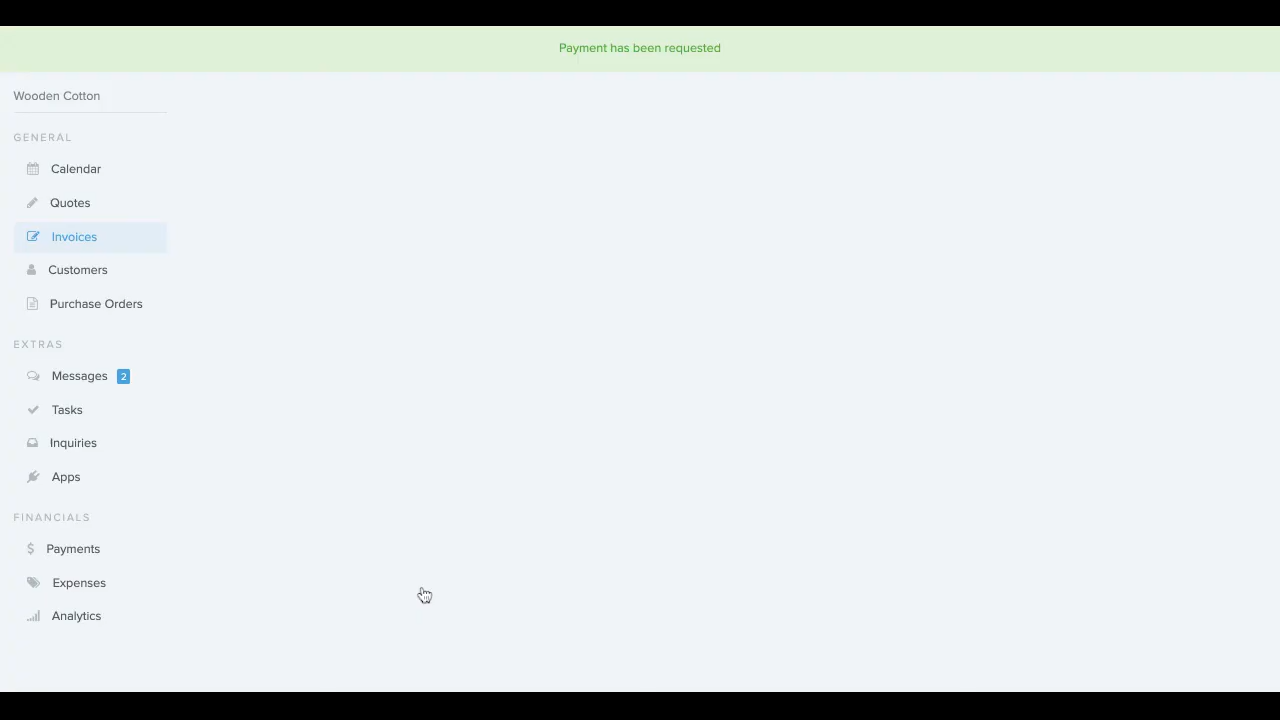 Payment has been requested
Wooden Cotton
GENERAL
Calendar
Quotes
Invoices
Customers
Purchase Orders
EXTRAS
Messages 2
Tasks
Inquiries
Apps
FINANCIALS
$ Payments
Expenses
Analytics